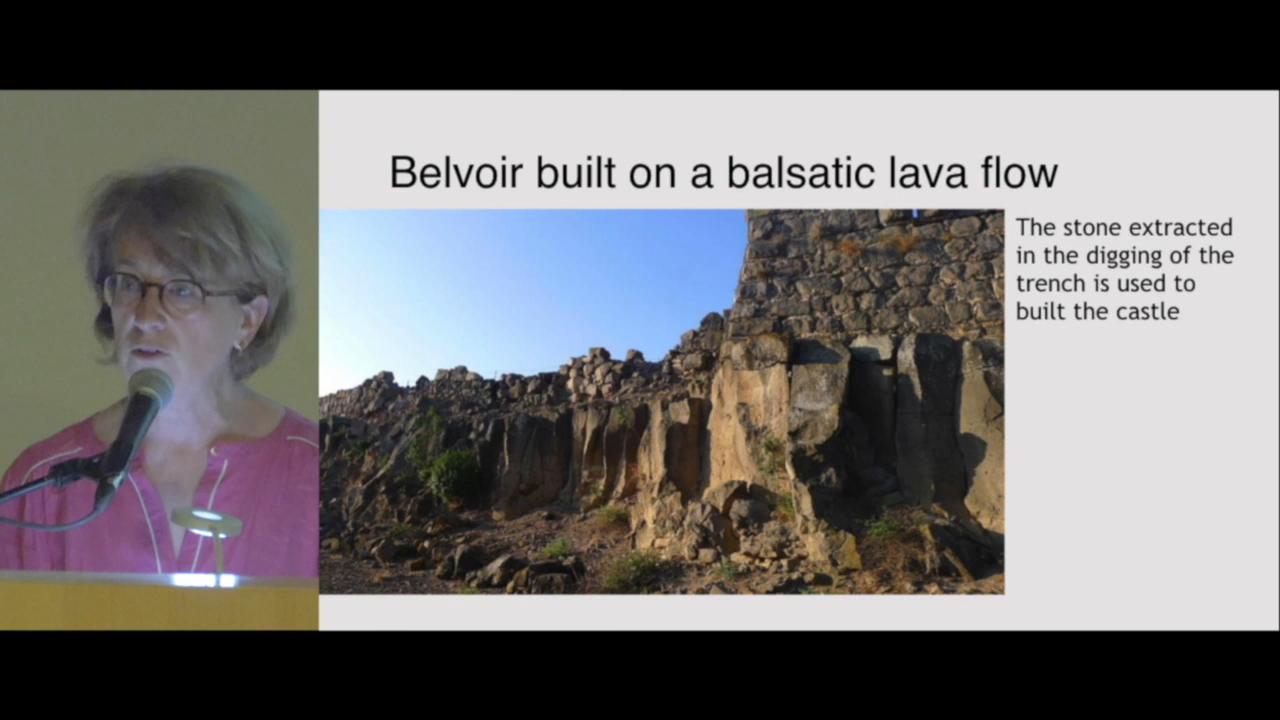 Belvoir built on a balsatic lava flow
The stone extracted
in the digging of the
trench is used to
built the castle